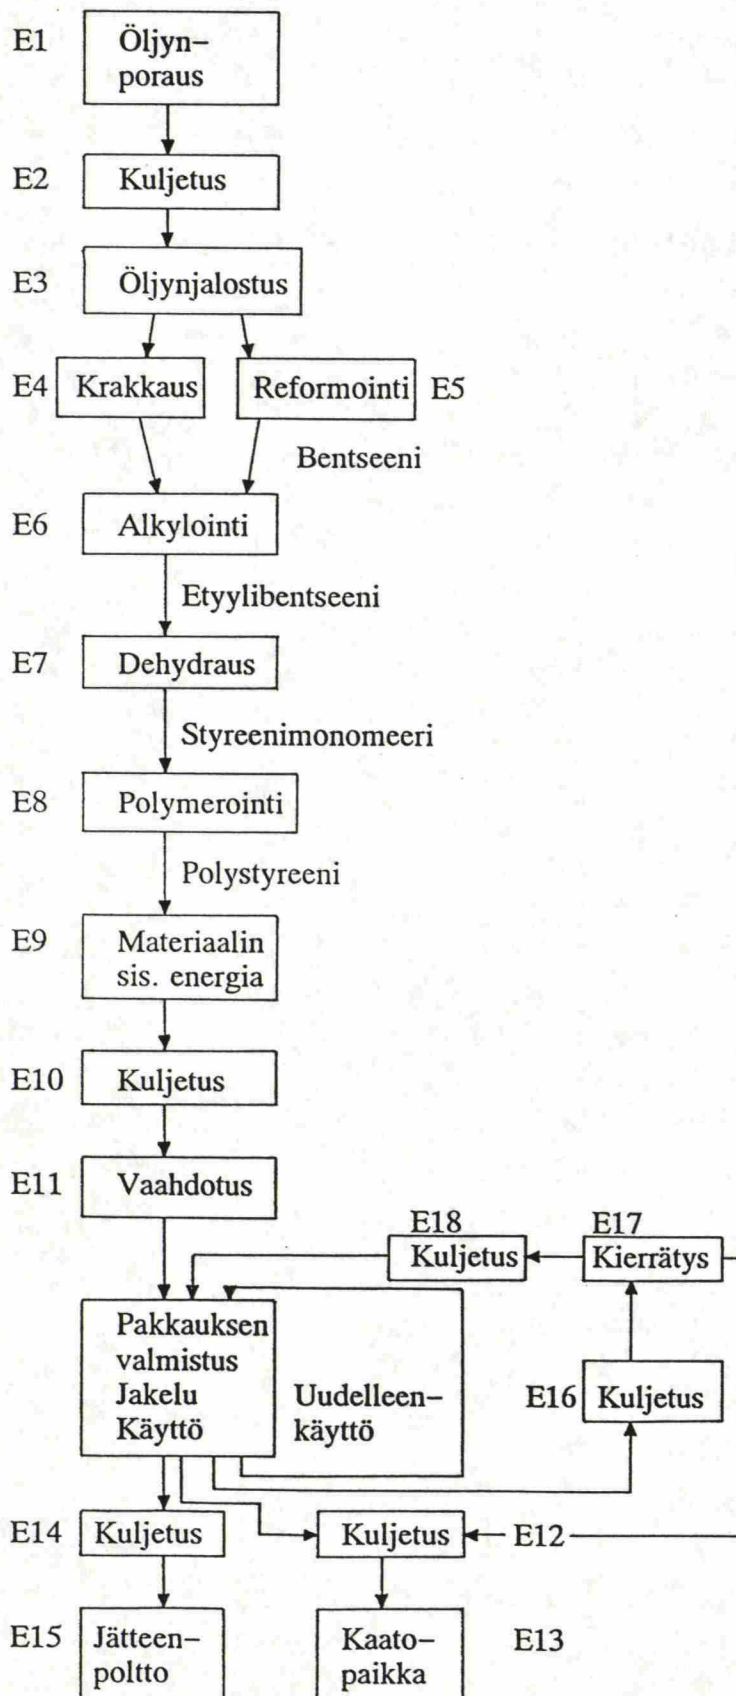 E1
Öljyn-
poraus
E2
Kuljetus
E3
Öljynjalostus
E4
Krakkaus
Reformointi
E5
Bentseeni
E6
Alkylointi
Etyylibentseeni
E7
Dehydraus
Styreenimonomeeri
E8
Polymerointi
Polystyreeni
E9
Materiaalin
sis. energia
E10
Kuljetus
E11
Vaahdotus
E18
Kuljetus
E17
Kierrätys
Pakkauksen
valmistus
Jakelu
Käyttö
Uudelleen-
käyttö
E16
Kuljetus
E14
Kuljetus
Kuljetus
E12
E15
Jätteen-
poltto
Kaato-
paikka
E13